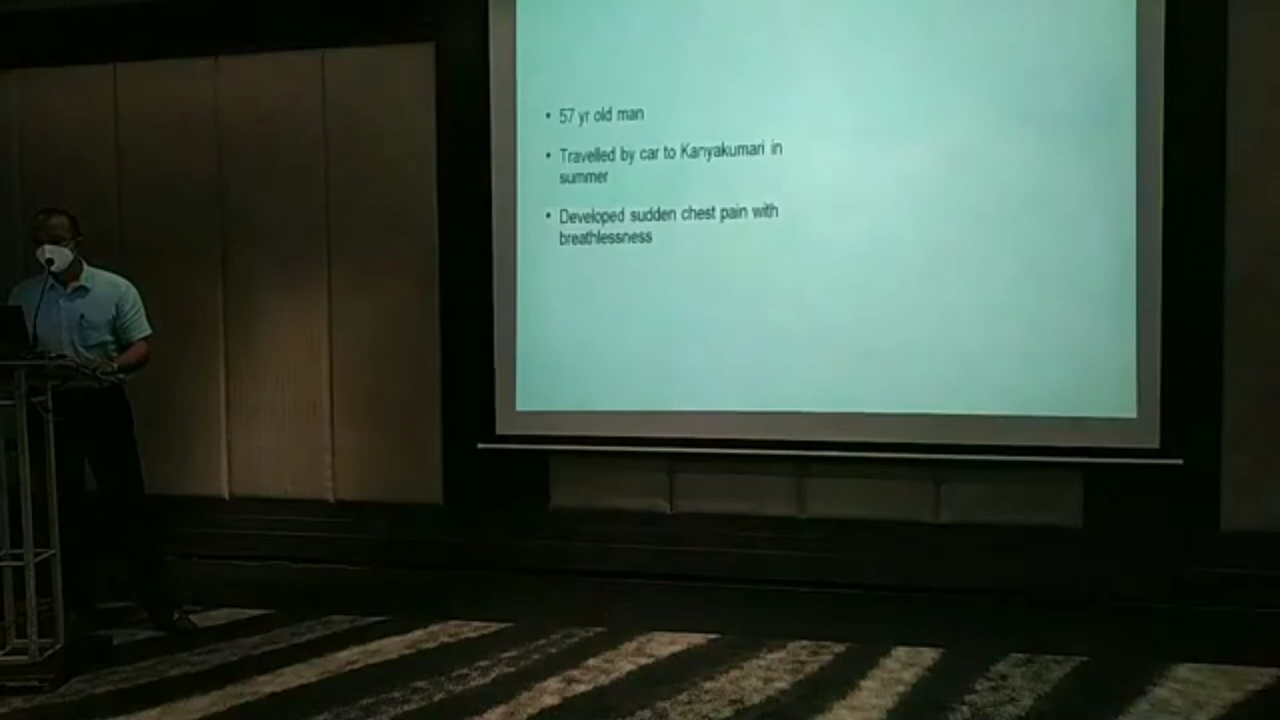 • 57 yr old man
• Travelled by car to Kanyakumari in
summer
• Developed sudden chest pain with
breathlessness